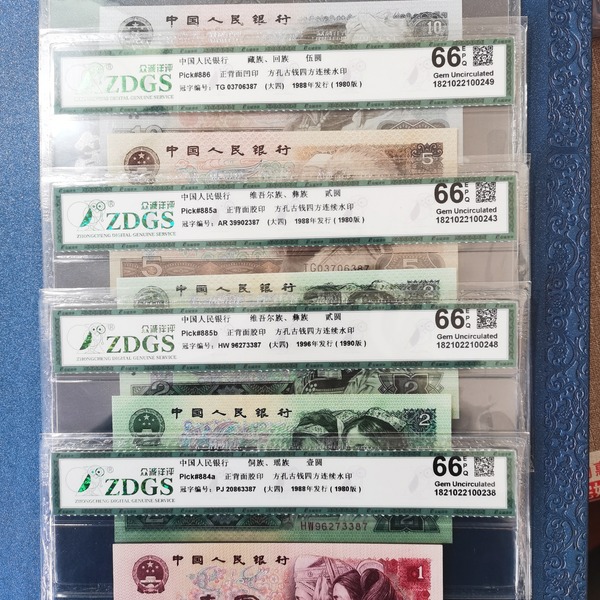 中国人民银行
10
众诚评评
ZDGS
ZHONGCHENG DIGITAL GENUINE SERVICE
中国人民银行 藏族、回族 伍圆
Pick#886 正背面凹印 方孔古钱四方连续水印
冠字编号: TG 03706387 (大四) 1988年发行 (1980版)
66 EPQ
Gem Uncirculated
1821022100249
中国人民银行
5
众诚评评
ZDGS
ZHONGCHENG DIGITAL GENUINE SERVICE
中国人民银行 维吾尔族、彝族 贰圆
Pick#885a 正背面胶印 方孔古钱四方连续水印
冠字编号: AR 39902387 (大四) 1988年发行 (1980版)
66 EPQ
Gem Uncirculated
1821022100243
5
TG03706387
5
中国人民银行
2
众诚评评
ZDGS
ZHONGCHENG DIGITAL GENUINE SERVICE
中国人民银行 维吾尔族、彝族 贰圆
Pick#885b 正背面胶印 方孔古钱四方连续水印
冠字编号: HW 96273387 (大四) 1996年发行 (1990版)
66 EPQ
Gem Uncirculated
1821022100248
2
中国人民银行
2
众诚评评
ZDGS
ZHONGCHENG DIGITAL GENUINE SERVICE
中国人民银行 侗族、瑶族 壹圆
Pick#884a 正背面胶印 方孔古钱四方连续水印
冠字编号: PJ 20863387 (大四) 1988年发行 (1980版)
66 EPQ
Gem Uncirculated
1821022100238
HW96273387
中国人民银行
1